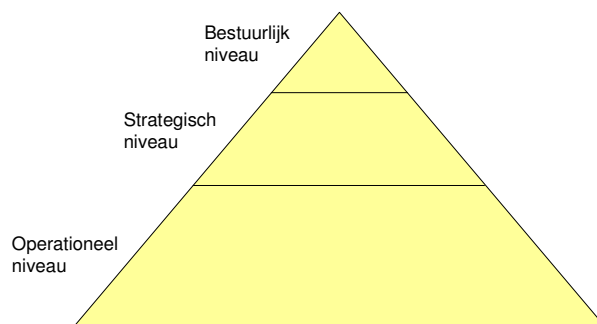 Bestuurlijk
niveau
Strategisch
niveau
Operationeel
niveau